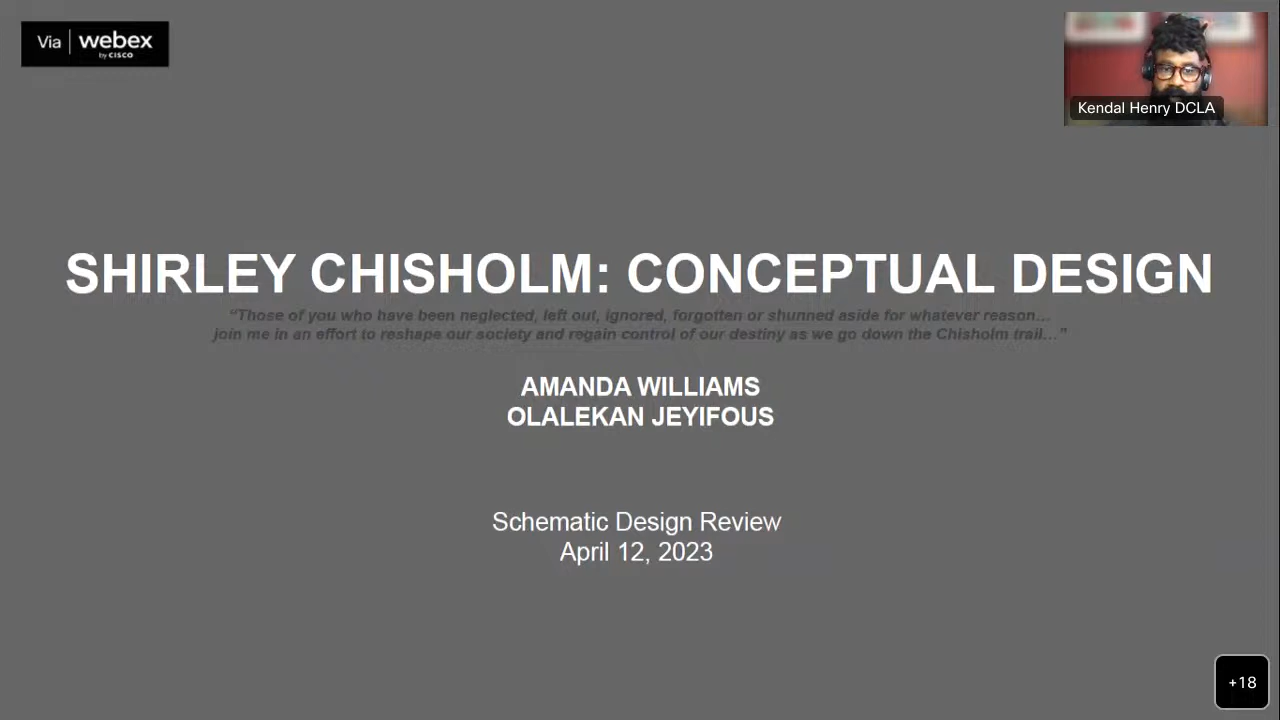 Via webex
by CISCO
Kendal Henry DCLA
SHIRLEY CHISHOLM: CONCEPTUAL DESIGN
“Those of you who have been neglected, left out, ignored, forgotten or shunned aside for whatever reason…
join me in an effort to reshape our society and regain control of our destiny as we go down the Chisholm trail…”
AMANDA WILLIAMS
OLALEKAN JEYIFOUS
Schematic Design Review
April 12, 2023
+18